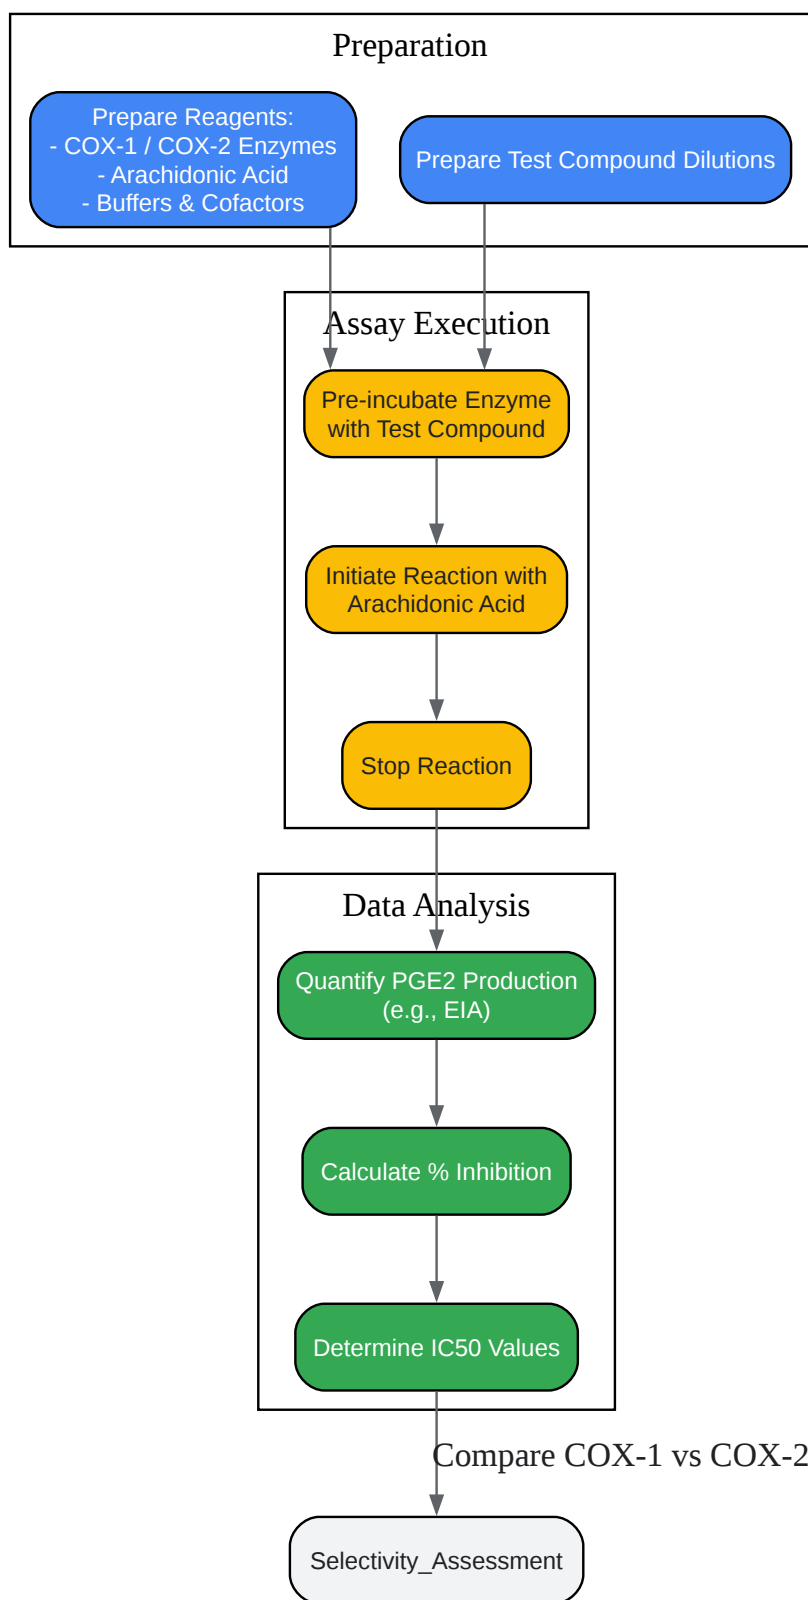 Preparation
Prepare Reagents:
- COX-1 / COX-2 Enzymes
- Arachidonic Acid
- Buffers & Cofactors
Prepare Test Compound Dilutions
Assay Execution
Pre-incubate Enzyme
with Test Compound
Initiate Reaction with
Arachidonic Acid
Stop Reaction
Data Analysis
Quantify PGE2 Production
(e.g., EIA)
Calculate % Inhibition
Determine IC50 Values
Compare COX-1 vs COX-2
Selectivity_Assessment